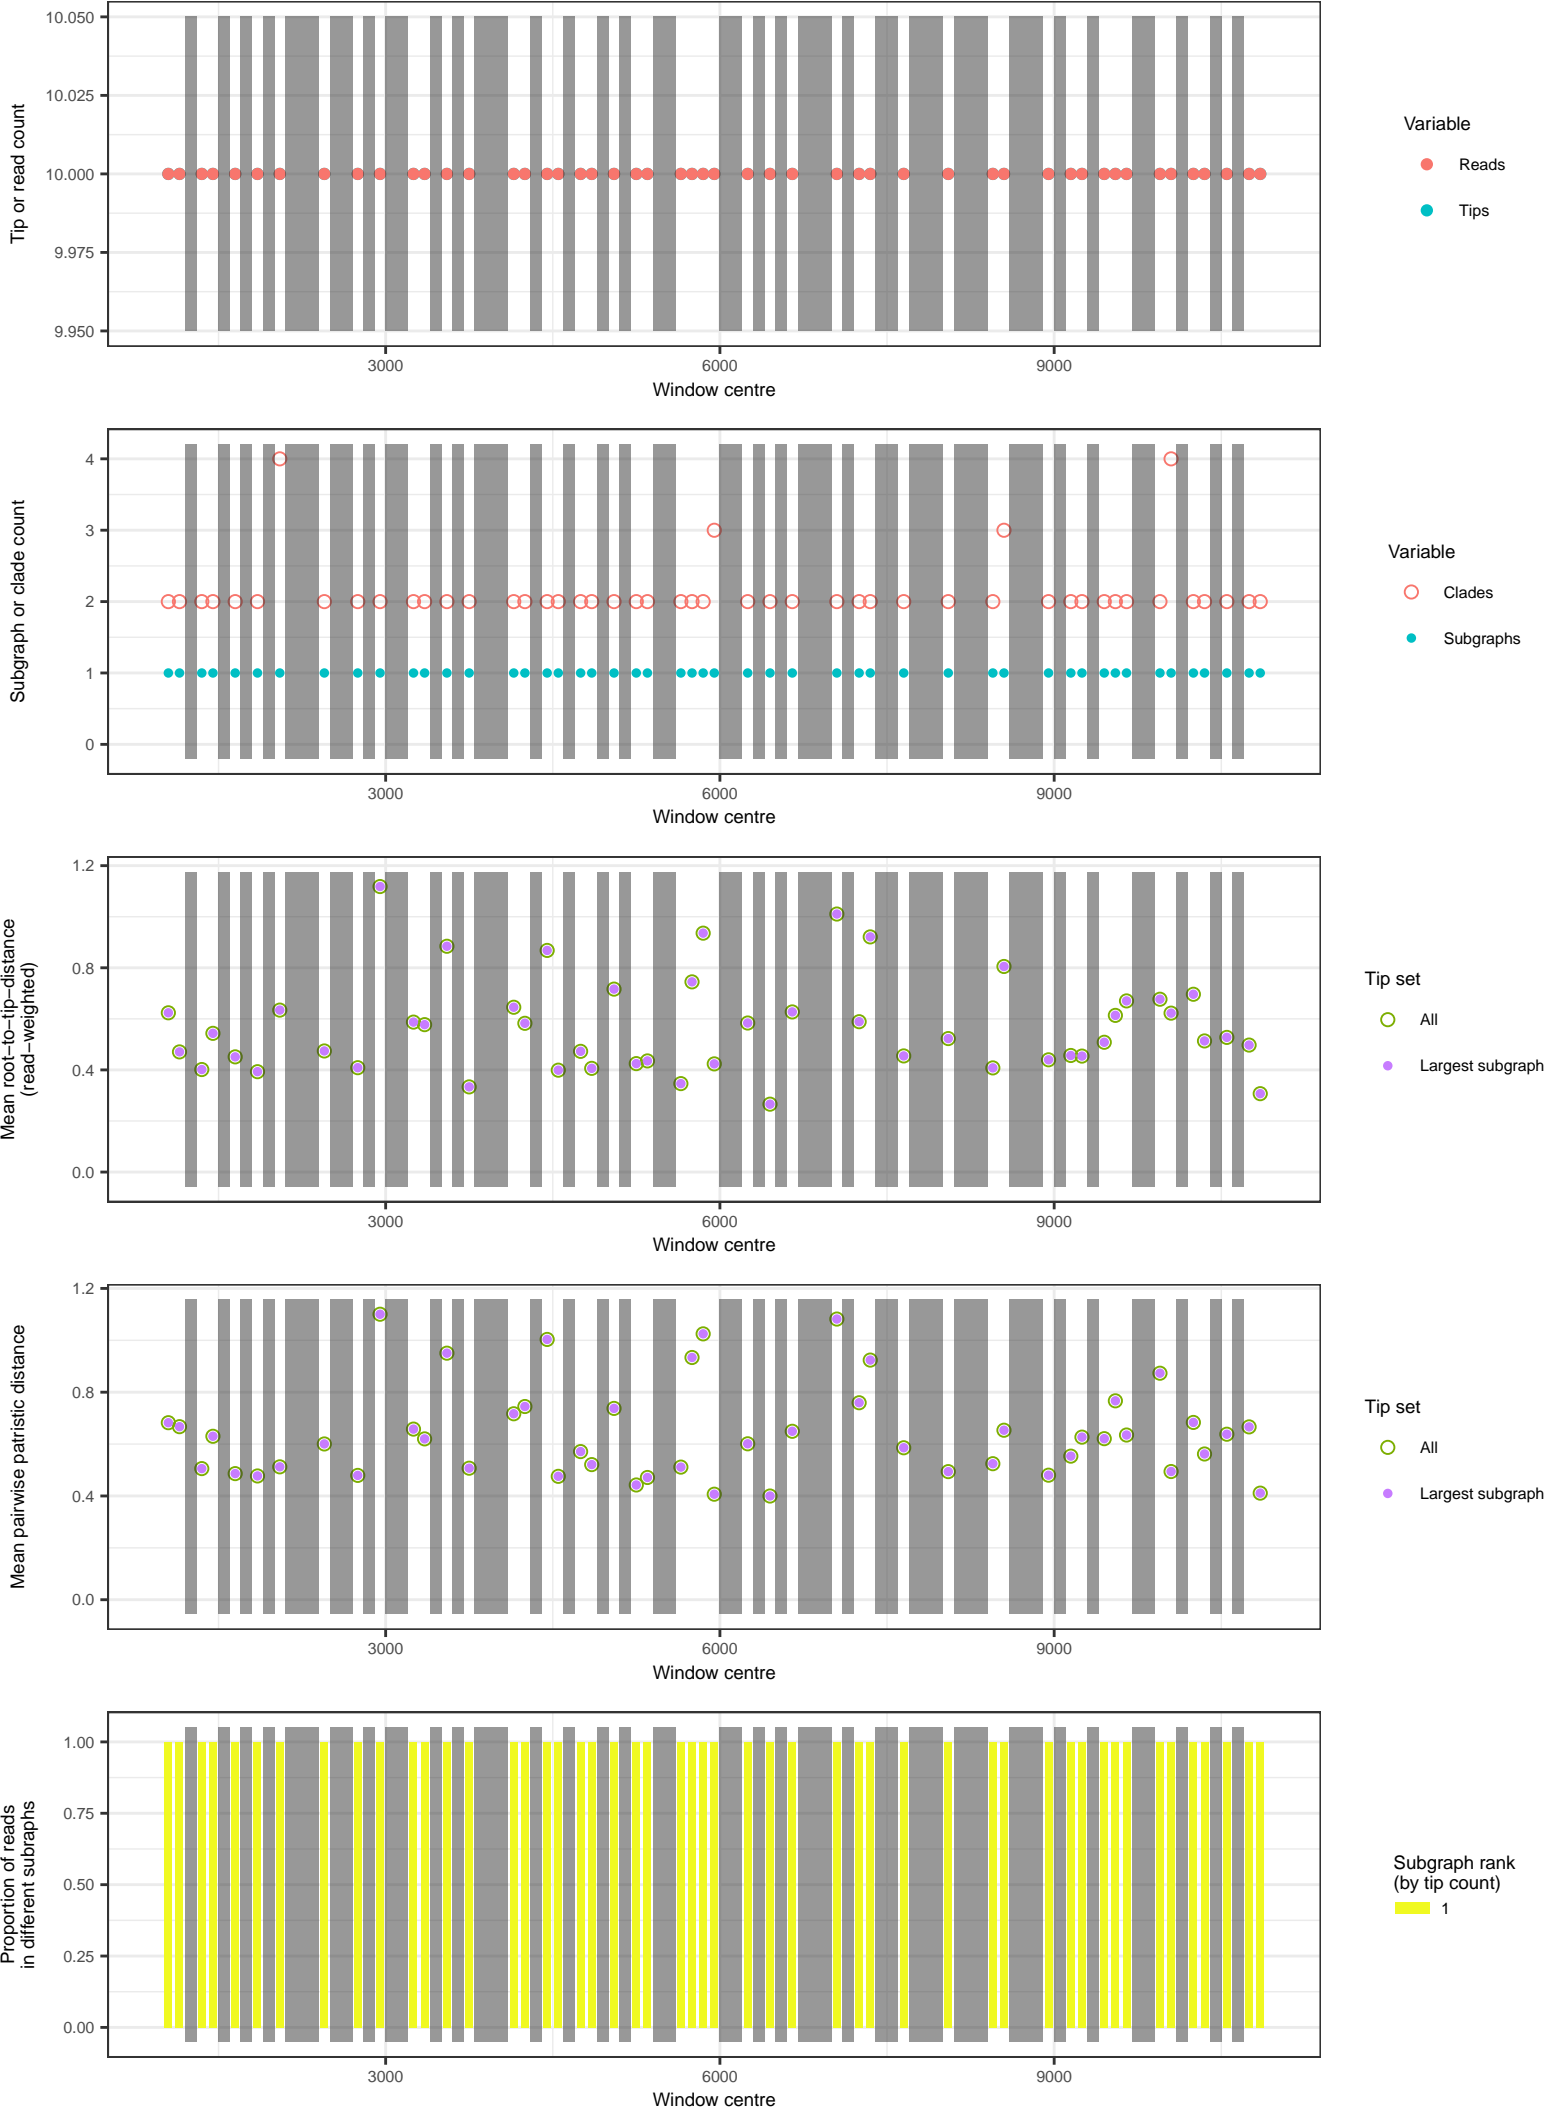 10.050
10.025
10.000
9.975
9.950
Tip or read count
3000
6000
9000
Window centre
Variable
Reads
Tips
4
3
2
1
0
Subgraph or clade count
3000
6000
9000
Window centre
Variable
Clades
Subgraphs
1.2
0.8
0.4
0.0
Mean root−to−tip−distance
(read−weighted)
3000
6000
9000
Window centre
Tip set
All
Largest subgraph
1.2
0.8
0.4
0.0
Mean pairwise patristic distance
3000
6000
9000
Window centre
Tip set
All
Largest subgraph
1.00
0.75
0.50
0.25
0.00
Proportion of reads
in different subraphs
3000
6000
9000
Window centre
Subgraph rank
(by tip count)
1